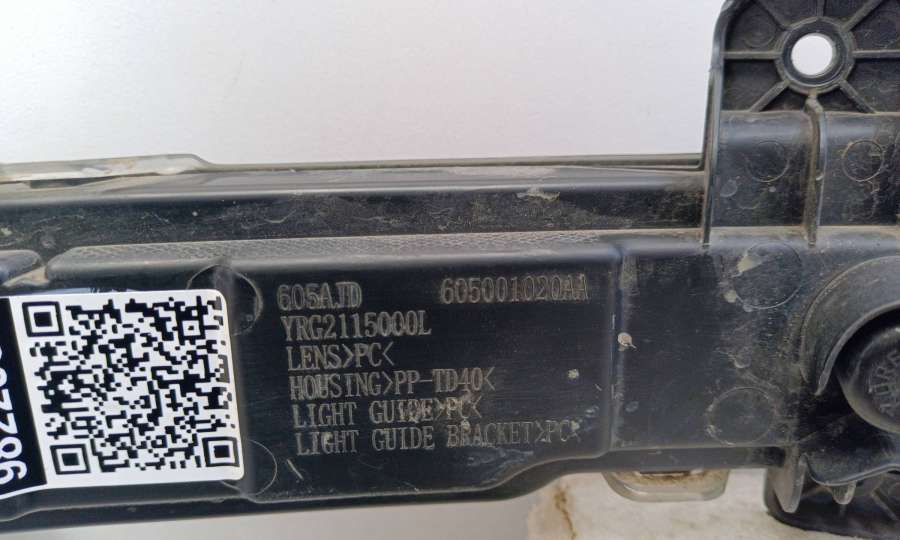 605AJD 605001020AA
YRG2115000L
LENS>PC<
HOUSING>PP-TD40<
LIGHT GUIDE>PC<
LIGHT GUIDE BRACKET>PC<